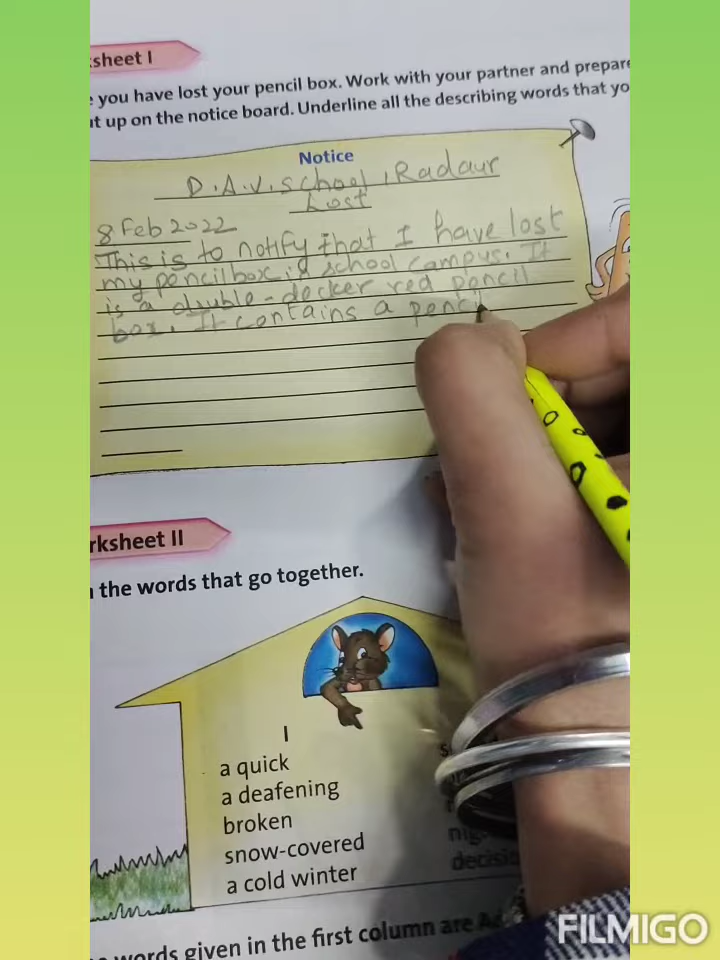 sheet I
you have lost your pencil box. Work with your partner and prepare
ut up on the notice board. Underline all the describing words that yo
Notice
D.A.V. School, Radaur
Lost
8 Feb 2022
This is to notify that I have lost
my pencil box in school campus. It
is a double-decker red pencil
box. It contains a penci
rksheet II
the words that go together.
I
a quick
a deafening
broken
snow-covered
a cold winter
decisio
words given in the first column are
FILMIGO